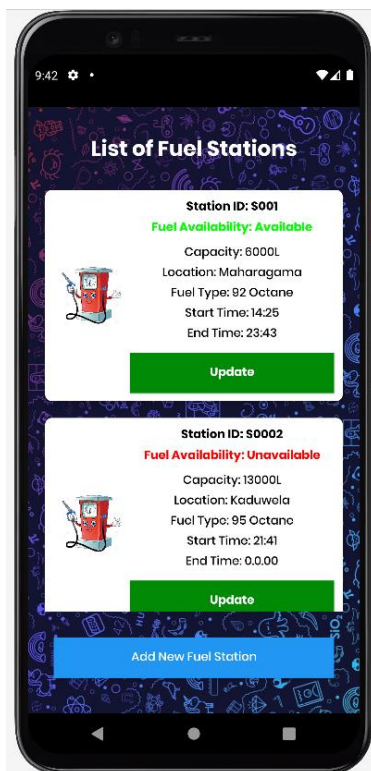 9:42
List of Fuel Stations
Station ID: S001
Fuel Availability: Available
Capacity: 6000L
Location: Maharagama
Fuel Type: 92 Octane
Start Time: 14:25
End Time: 23:43
Update
Station ID: S0002
Fuel Availability: Unavailable
Capacity: 13000L
Location: Kaduwela
Fuel Type: 95 Octane
Start Time: 21:41
End Time: 0.0.00
Update
Add New Fuel Station